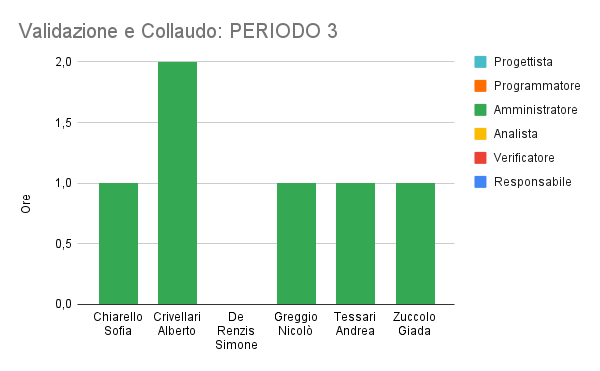 Validazione e Collaudo: PERIODO 3
2,0
1,5
1,0
0,5
0,0
Ore
Chiarello
Sofia
Crivellari
Alberto
De
Renzis
Simone
Greggio
Nicolò
Tessari
Andrea
Zuccolo
Giada
Progettista
Programmatore
Amministratore
Analista
Verificatore
Responsabile